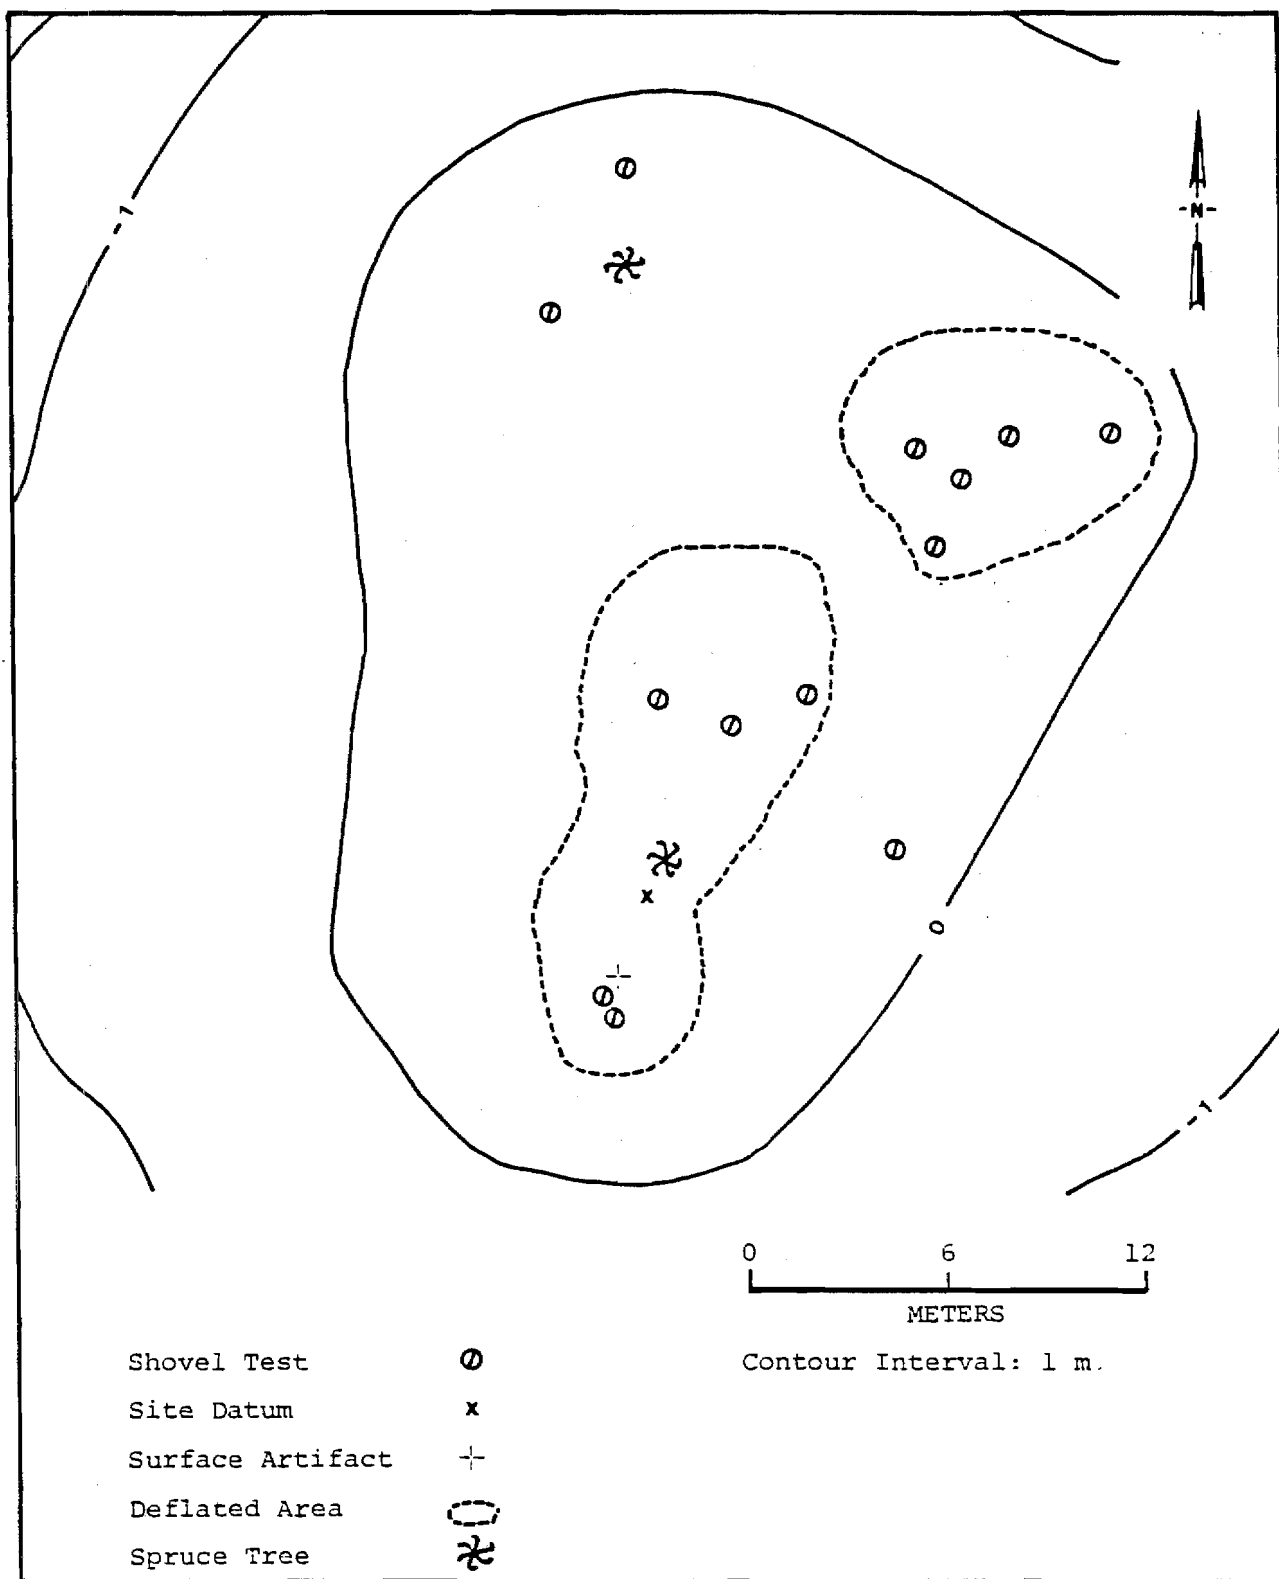 -1
-N-
0
-1
0 6 12
METERS
Shovel Test
Contour Interval: 1 m.
Site Datum x
Surface Artifact
Deflated Area
Spruce Tree